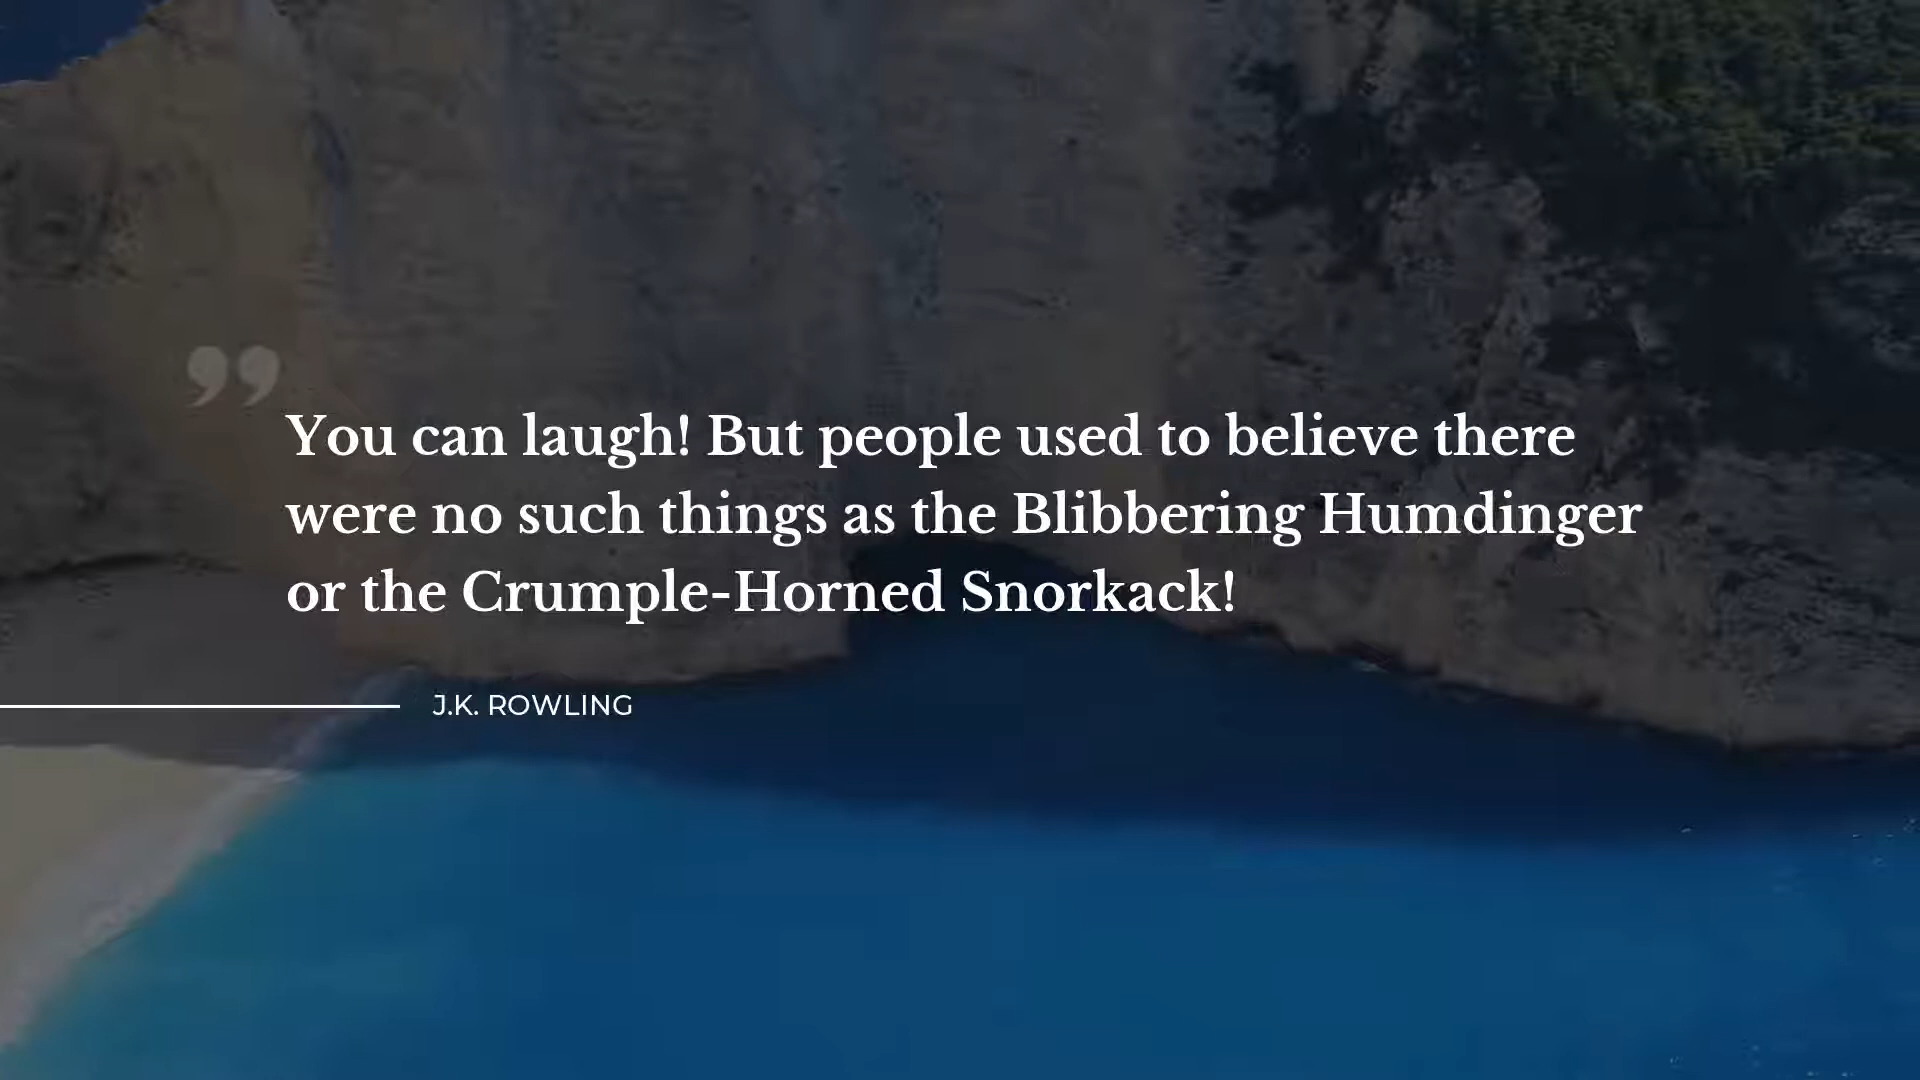 ”
You can laugh! But people used to believe there
were no such things as the Blibbering Humdinger
or the Crumple-Horned Snorkack!
J.K. ROWLING